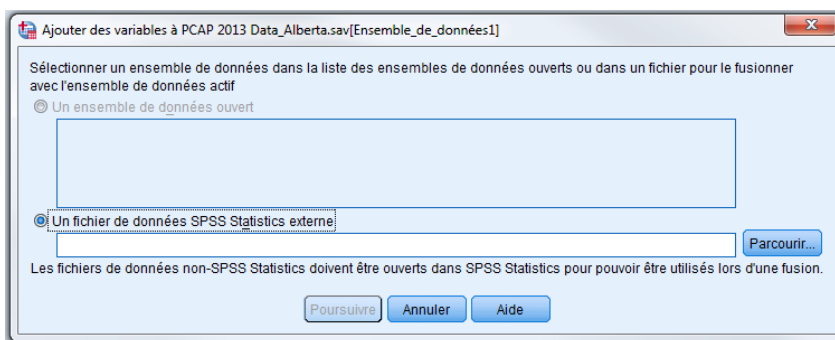 Ajouter des variables à PCAP 2013 Data_Alberta.sav[Ensemble_de_données1]
Sélectionner un ensemble de données dans la liste des ensembles de données ouverts ou dans un fichier pour le fusionner
avec l'ensemble de données actif
Un ensemble de données ouvert
Un fichier de données SPSS Statistics externe
Parcourir...
Les fichiers de données non-SPSS Statistics doivent être ouverts dans SPSS Statistics pour pouvoir être utilisés lors d'une fusion.
Poursuivre Annuler Aide